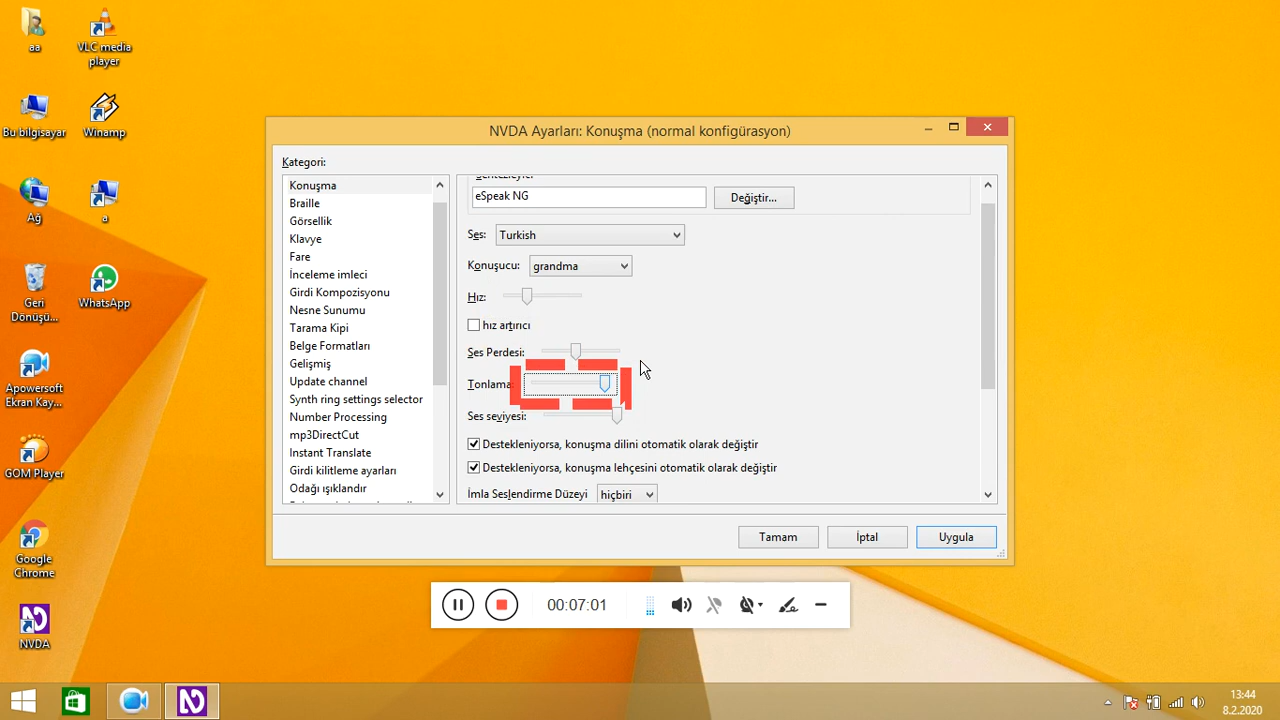 aa
VLC media
player
Bu bilgisayar
Winamp
Ağ
a
Geri
Dönüşü...
WhatsApp
Apowersoft
Ekran Kay...
GOM Player
Google
Chrome
NVDA
NVDA Ayarları: Konuşma (normal konfigürasyon)
Kategori:
Konuşma
Braille
Görsellik
Klavye
Fare
İnceleme imleci
Girdi Kompozisyonu
Nesne Sunumu
Tarama Kipi
Belge Formatları
Gelişmiş
Update channel
Synth ring settings selector
Number Processing
mp3DirectCut
Instant Translate
Girdi kilitleme ayarları
Odağı ışıklandır
eSpeak NG
Değiştir...
Ses: Turkish
Konuşucu: grandma
Hız:
hız artırıcı
Ses Perdesi:
Tonlama:
Ses seviyesi:
Destekleniyorsa, konuşma dilini otomatik olarak değiştir
Destekleniyorsa, konuşma lehçesini otomatik olarak değiştir
İmla Seslendirme Düzeyi hiçbiri
Tamam
İptal
Uygula
00:07:01
13:44
8.2.2020